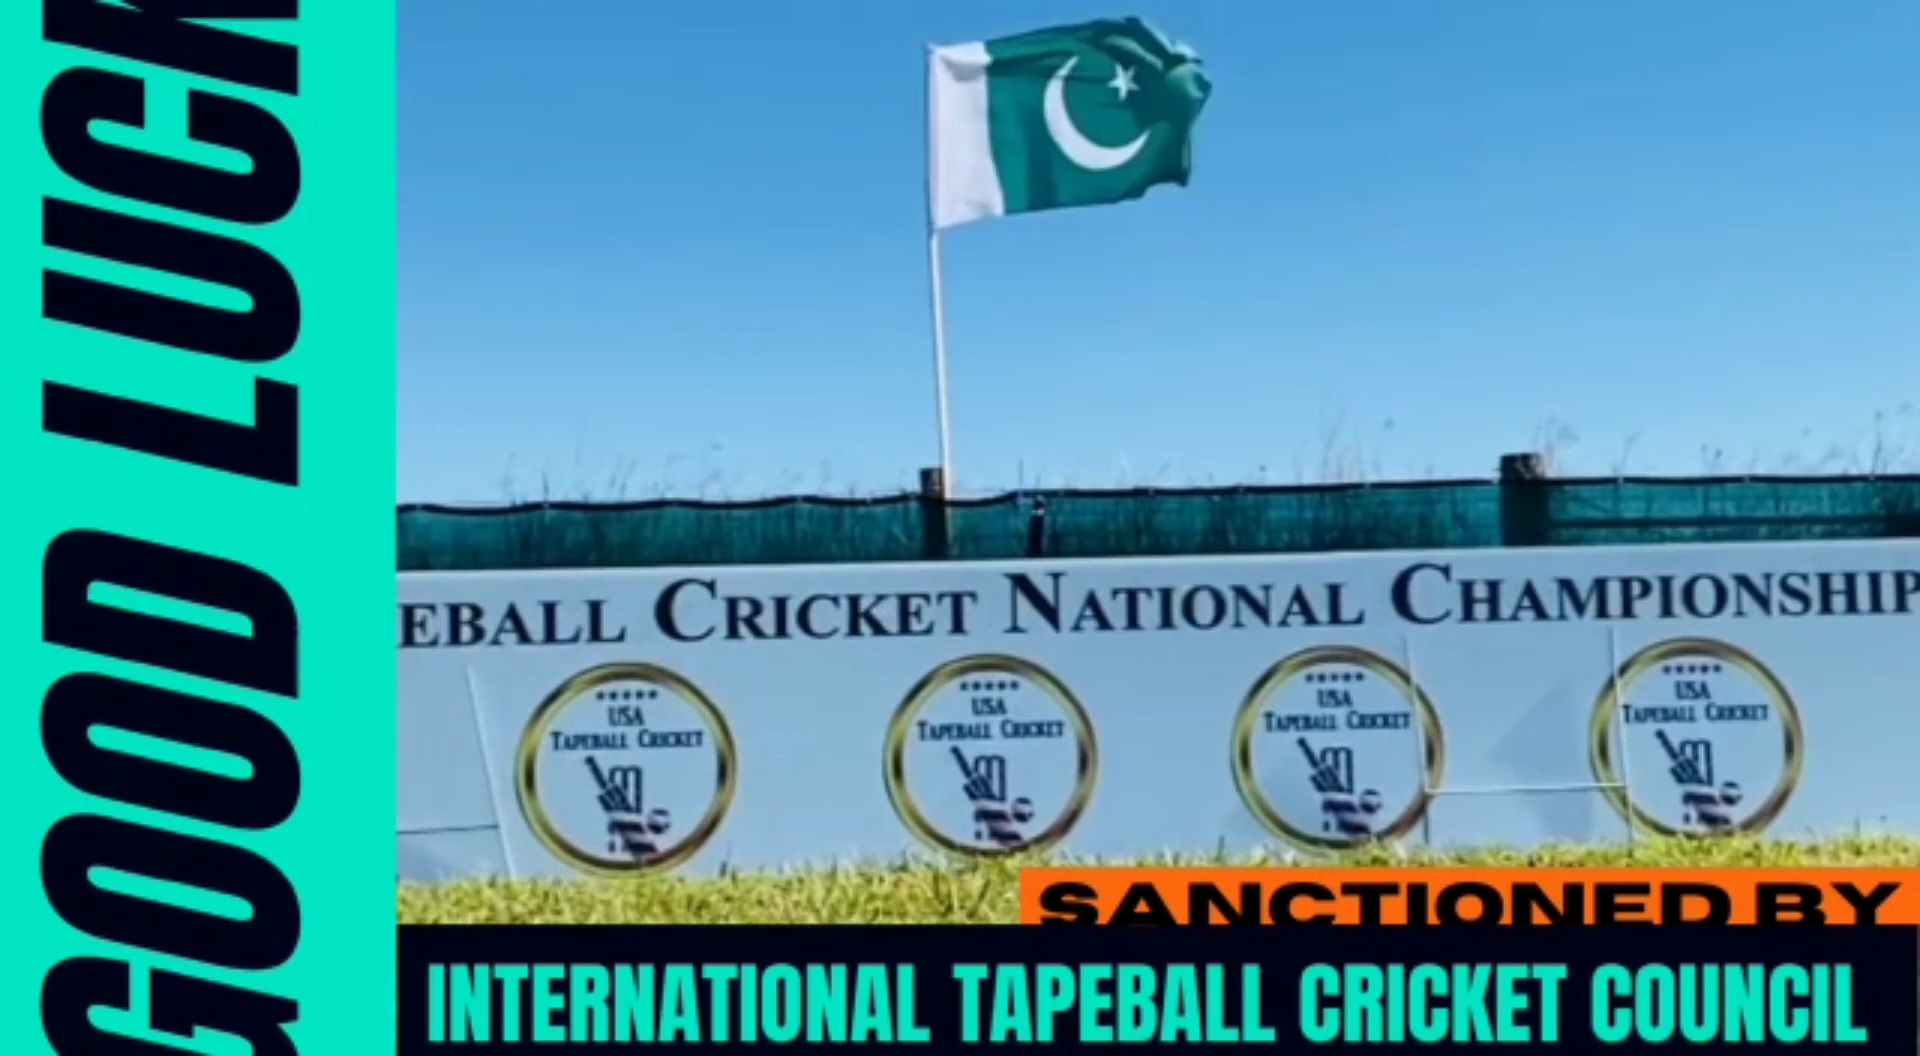 GOOD LUCK
EBALL CRICKET NATIONAL CHAMPIONSHIP
USA
TAPEBALL CRICKET
USA
TAPEBALL CRICKET
USA
TAPEBALL CRICKET
USA
TAPEBALL CRICKET
SANCTIONED BY
INTERNATIONAL TAPEBALL CRICKET COUNCIL